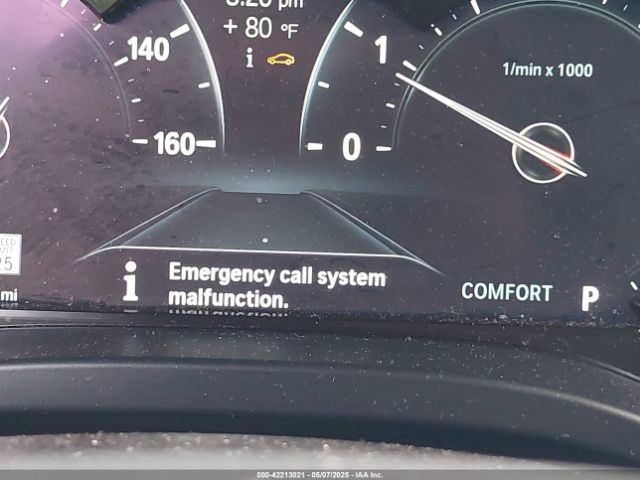 140
+ 80 °F
1
1/min x 1000
160
0
mi
Emergency call system
malfunction.
COMFORT P
000-42213021 - 05/07/2025 - IAA Inc.